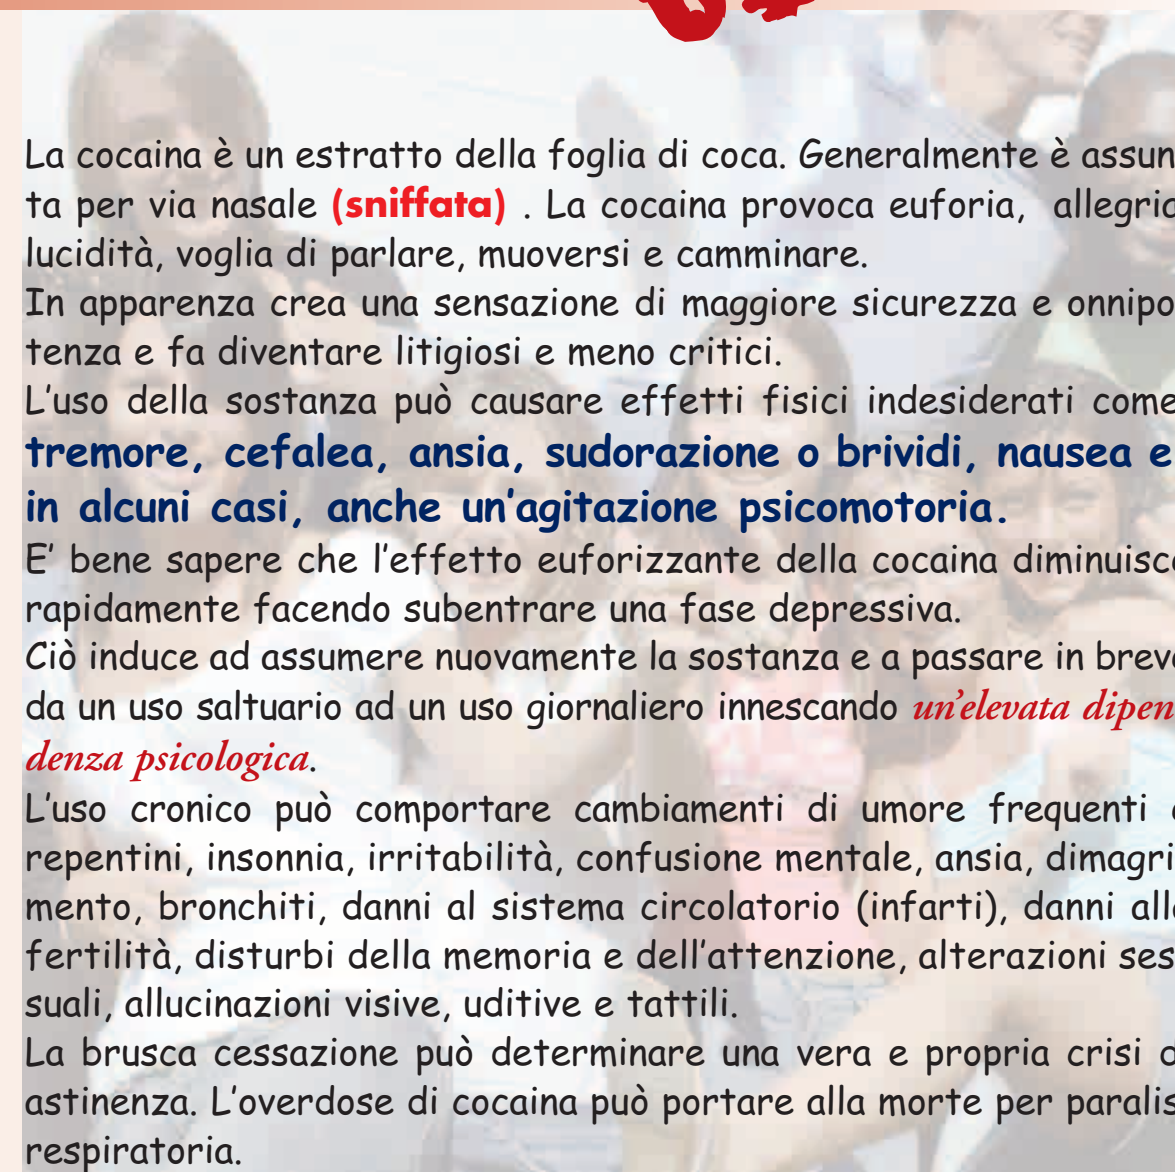 La cocaina è un estratto della foglia di coca. Generalmente è assun
ta per via nasale (sniffata) . La cocaina provoca euforia, allegria
lucidità, voglia di parlare, muoversi e camminare.
In apparenza crea una sensazione di maggiore sicurezza e onnipo
tenza e fa diventare litigiosi e meno critici.
L'uso della sostanza può causare effetti fisici indesiderati come
tremore, cefalea, ansia, sudorazione o brividi, nausea e
in alcuni casi, anche un'agitazione psicomotoria.
E' bene sapere che l'effetto euforizzante della cocaina diminuisce
rapidamente facendo subentrare una fase depressiva.
Ciò induce ad assumere nuovamente la sostanza e a passare in breve
da un uso saltuario ad un uso giornaliero innescando un'elevata dipen
denza psicologica.
L'uso cronico può comportare cambiamenti di umore frequenti e
repentini, insonnia, irritabilità, confusione mentale, ansia, dimagri
mento, bronchiti, danni al sistema circolatorio (infarti), danni alla
fertilità, disturbi della memoria e dell'attenzione, alterazioni ses
suali, allucinazioni visive, uditive e tattili.
La brusca cessazione può determinare una vera e propria crisi d
astinenza. L'overdose di cocaina può portare alla morte per paralis
respiratoria.